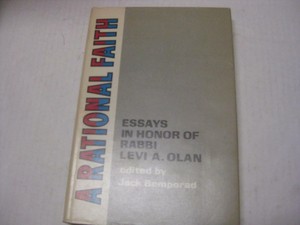 A RATIONAL FAITH
ESSAYS
IN HONOR OF
RABBI
LEVI A. OLAN
edited by
Jack Bemporad